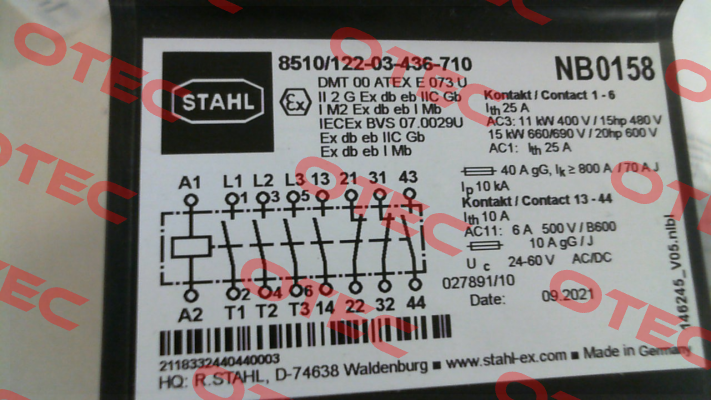 8510/122-03-436-710
NB0158
STAHL
Ex
DMT 00 ATEX E 073 U
II 2 G Ex db eb IIC Gb
I M2 Ex db eb I Mb
IECEx BVS 07.0029U
Ex db eb IIC Gb
Ex db eb I Mb
Kontakt / Contact 1 - 6
Ith 25 A
AC3: 11 kW 400 V / 15hp 480 V
15 kW 660/690 V / 20hp 600 V
AC1: Ith 25 A
40 A gG, Ik ≥ 800 A / 70 A J
Ip 10 kA
Kontakt / Contact 13 - 44
Ith 10 A
AC11: 6 A 500 V / B600
10 A gG / J
Uc 24-60 V AC/DC
027891/10
Date: 09.2021
A1 L1 L2 L3 13 21 31 43
1 3 5
2 4 6
A2 T1 T2 T3 14 22 32 44
2118332440440003
HQ: R.STAHL, D-74638 Waldenburg ■ www.stahl-ex.com ■ Made in Germany
146245_V05.nlbl
OTEC
OTEC
OTEC
OTEC
OTEC
OTEC
OTEC
OTEC